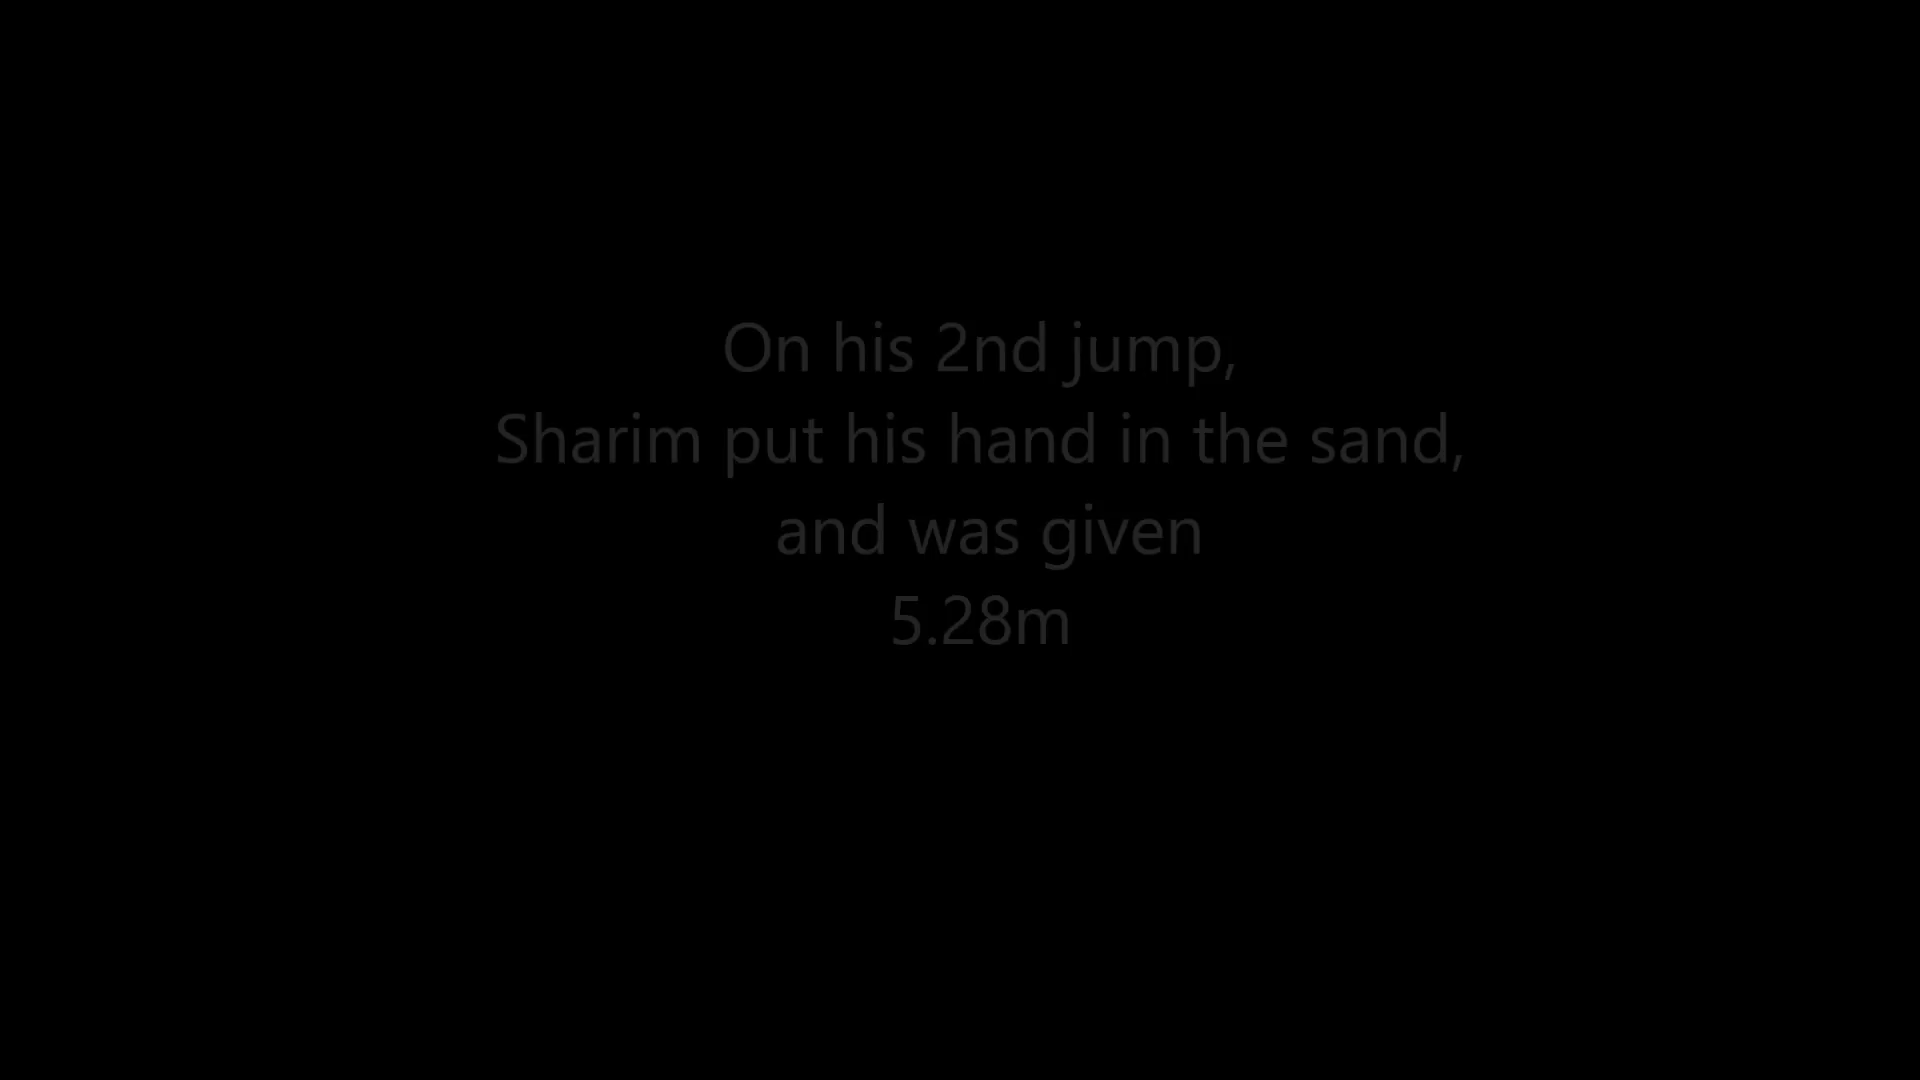 On his 2nd jump,
Sharim put his hand in the sand,
and was given
5.28m